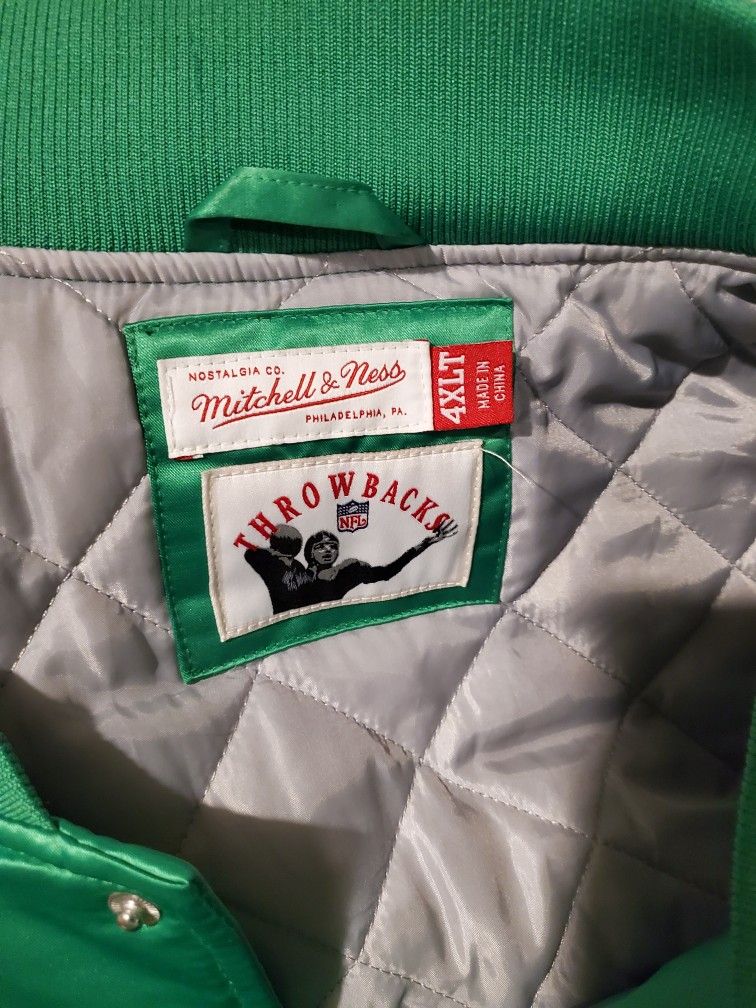 NOSTALGIA CO.
Mitchell & Ness
PHILADELPHIA, PA.
4XLT
MADE IN
CHINA
THROWBACKS
NFL